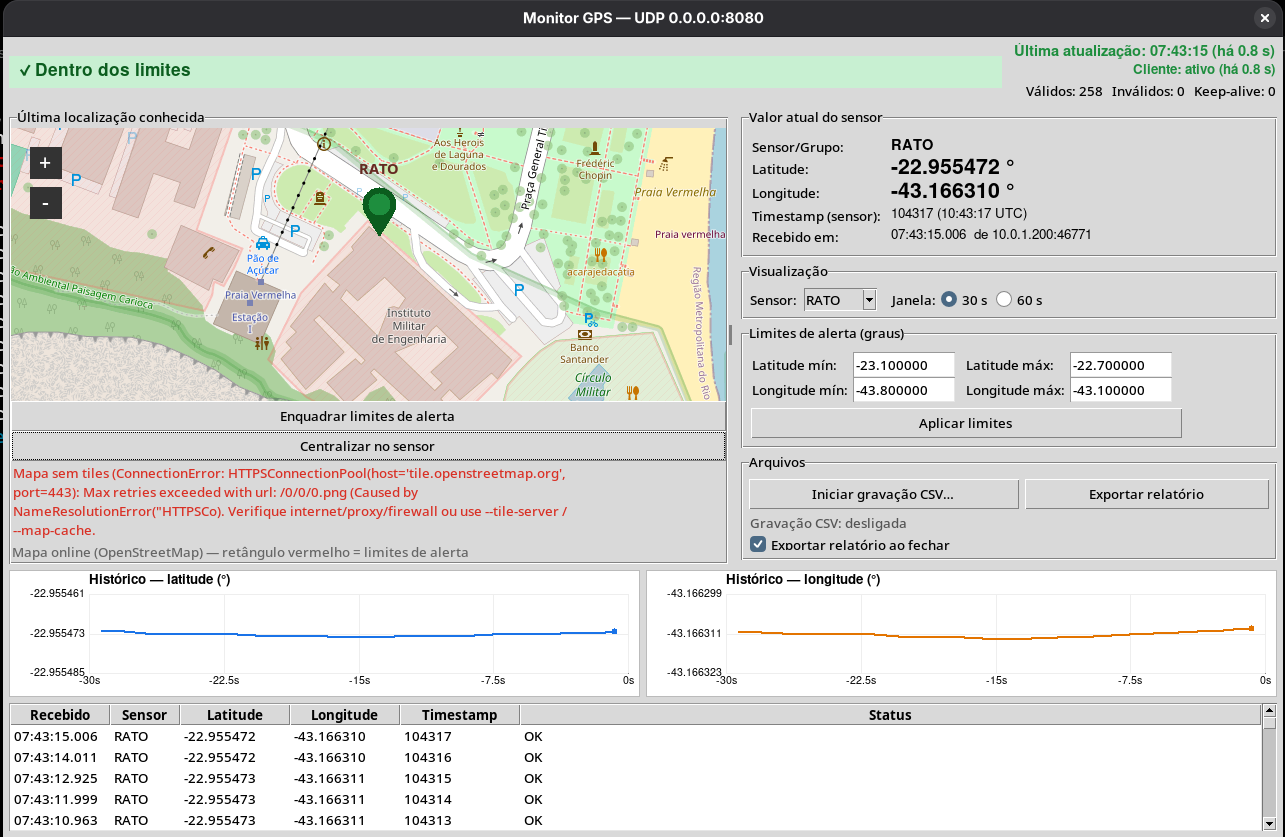 Monitor GPS — UDP 0.0.0.0:8080
✓ Dentro dos limites
Última atualização: 07:43:15 (há 0.8 s)
Cliente: ativo (há 0.8 s)
Válidos: 258 Inválidos: 0 Keep-alive: 0
Última localização conhecida
+
-
RATO
Aos Herois
de Laguna
e Dourados
Praça General Ti
Frédéric
Chopin
Praia Vermelha
Praia vermelha
P
P
P
P
P
Pão de
Açúcar
Praia Vermelha
Estação
1
ão Ambiental Paisagem Carioca
Instituto
Militar
de Engenharia
acarajedacatia
P
P
Banco
Santander
Círculo
Militar
Região Metropolitana do Rio
Enquadrar limites de alerta
Centralizar no sensor
Mapa sem tiles (ConnectionError: HTTPSConnectionPool(host='tile.openstreetmap.org',
port=443): Max retries exceeded with url: /0/0/0.png (Caused by
NameResolutionError("HTTPSCo). Verifique internet/proxy/firewall ou use --tile-server /
--map-cache.
Mapa online (OpenStreetMap) — retângulo vermelho = limites de alerta
Valor atual do sensor
Sensor/Grupo: RATO
Latitude: -22.955472 °
Longitude: -43.166310 °
Timestamp (sensor): 104317 (10:43:17 UTC)
Recebido em: 07:43:15.006 de 10.0.1.200:46771
Visualização
Sensor: RATO Janela: 30 s 60 s
Limites de alerta (graus)
Latitude mín: -23.100000 Latitude máx: -22.700000
Longitude mín: -43.800000 Longitude máx: -43.100000
Aplicar limites
Arquivos
Iniciar gravação CSV... Exportar relatório
Gravação CSV: desligada
Exportar relatório ao fechar
Histórico — latitude (°)
-22.955461
-22.955473
-22.955485
-30s -22.5s -15s -7.5s 0s
Histórico — longitude (°)
-43.166299
-43.166311
-43.166323
-30s -22.5s -15s -7.5s 0s
Recebido Sensor Latitude Longitude Timestamp Status
07:43:15.006 RATO -22.955472 -43.166310 104317 OK
07:43:14.011 RATO -22.955472 -43.166310 104316 OK
07:43:12.925 RATO -22.955473 -43.166311 104315 OK
07:43:11.999 RATO -22.955473 -43.166311 104314 OK
07:43:10.963 RATO -22.955473 -43.166311 104313 OK